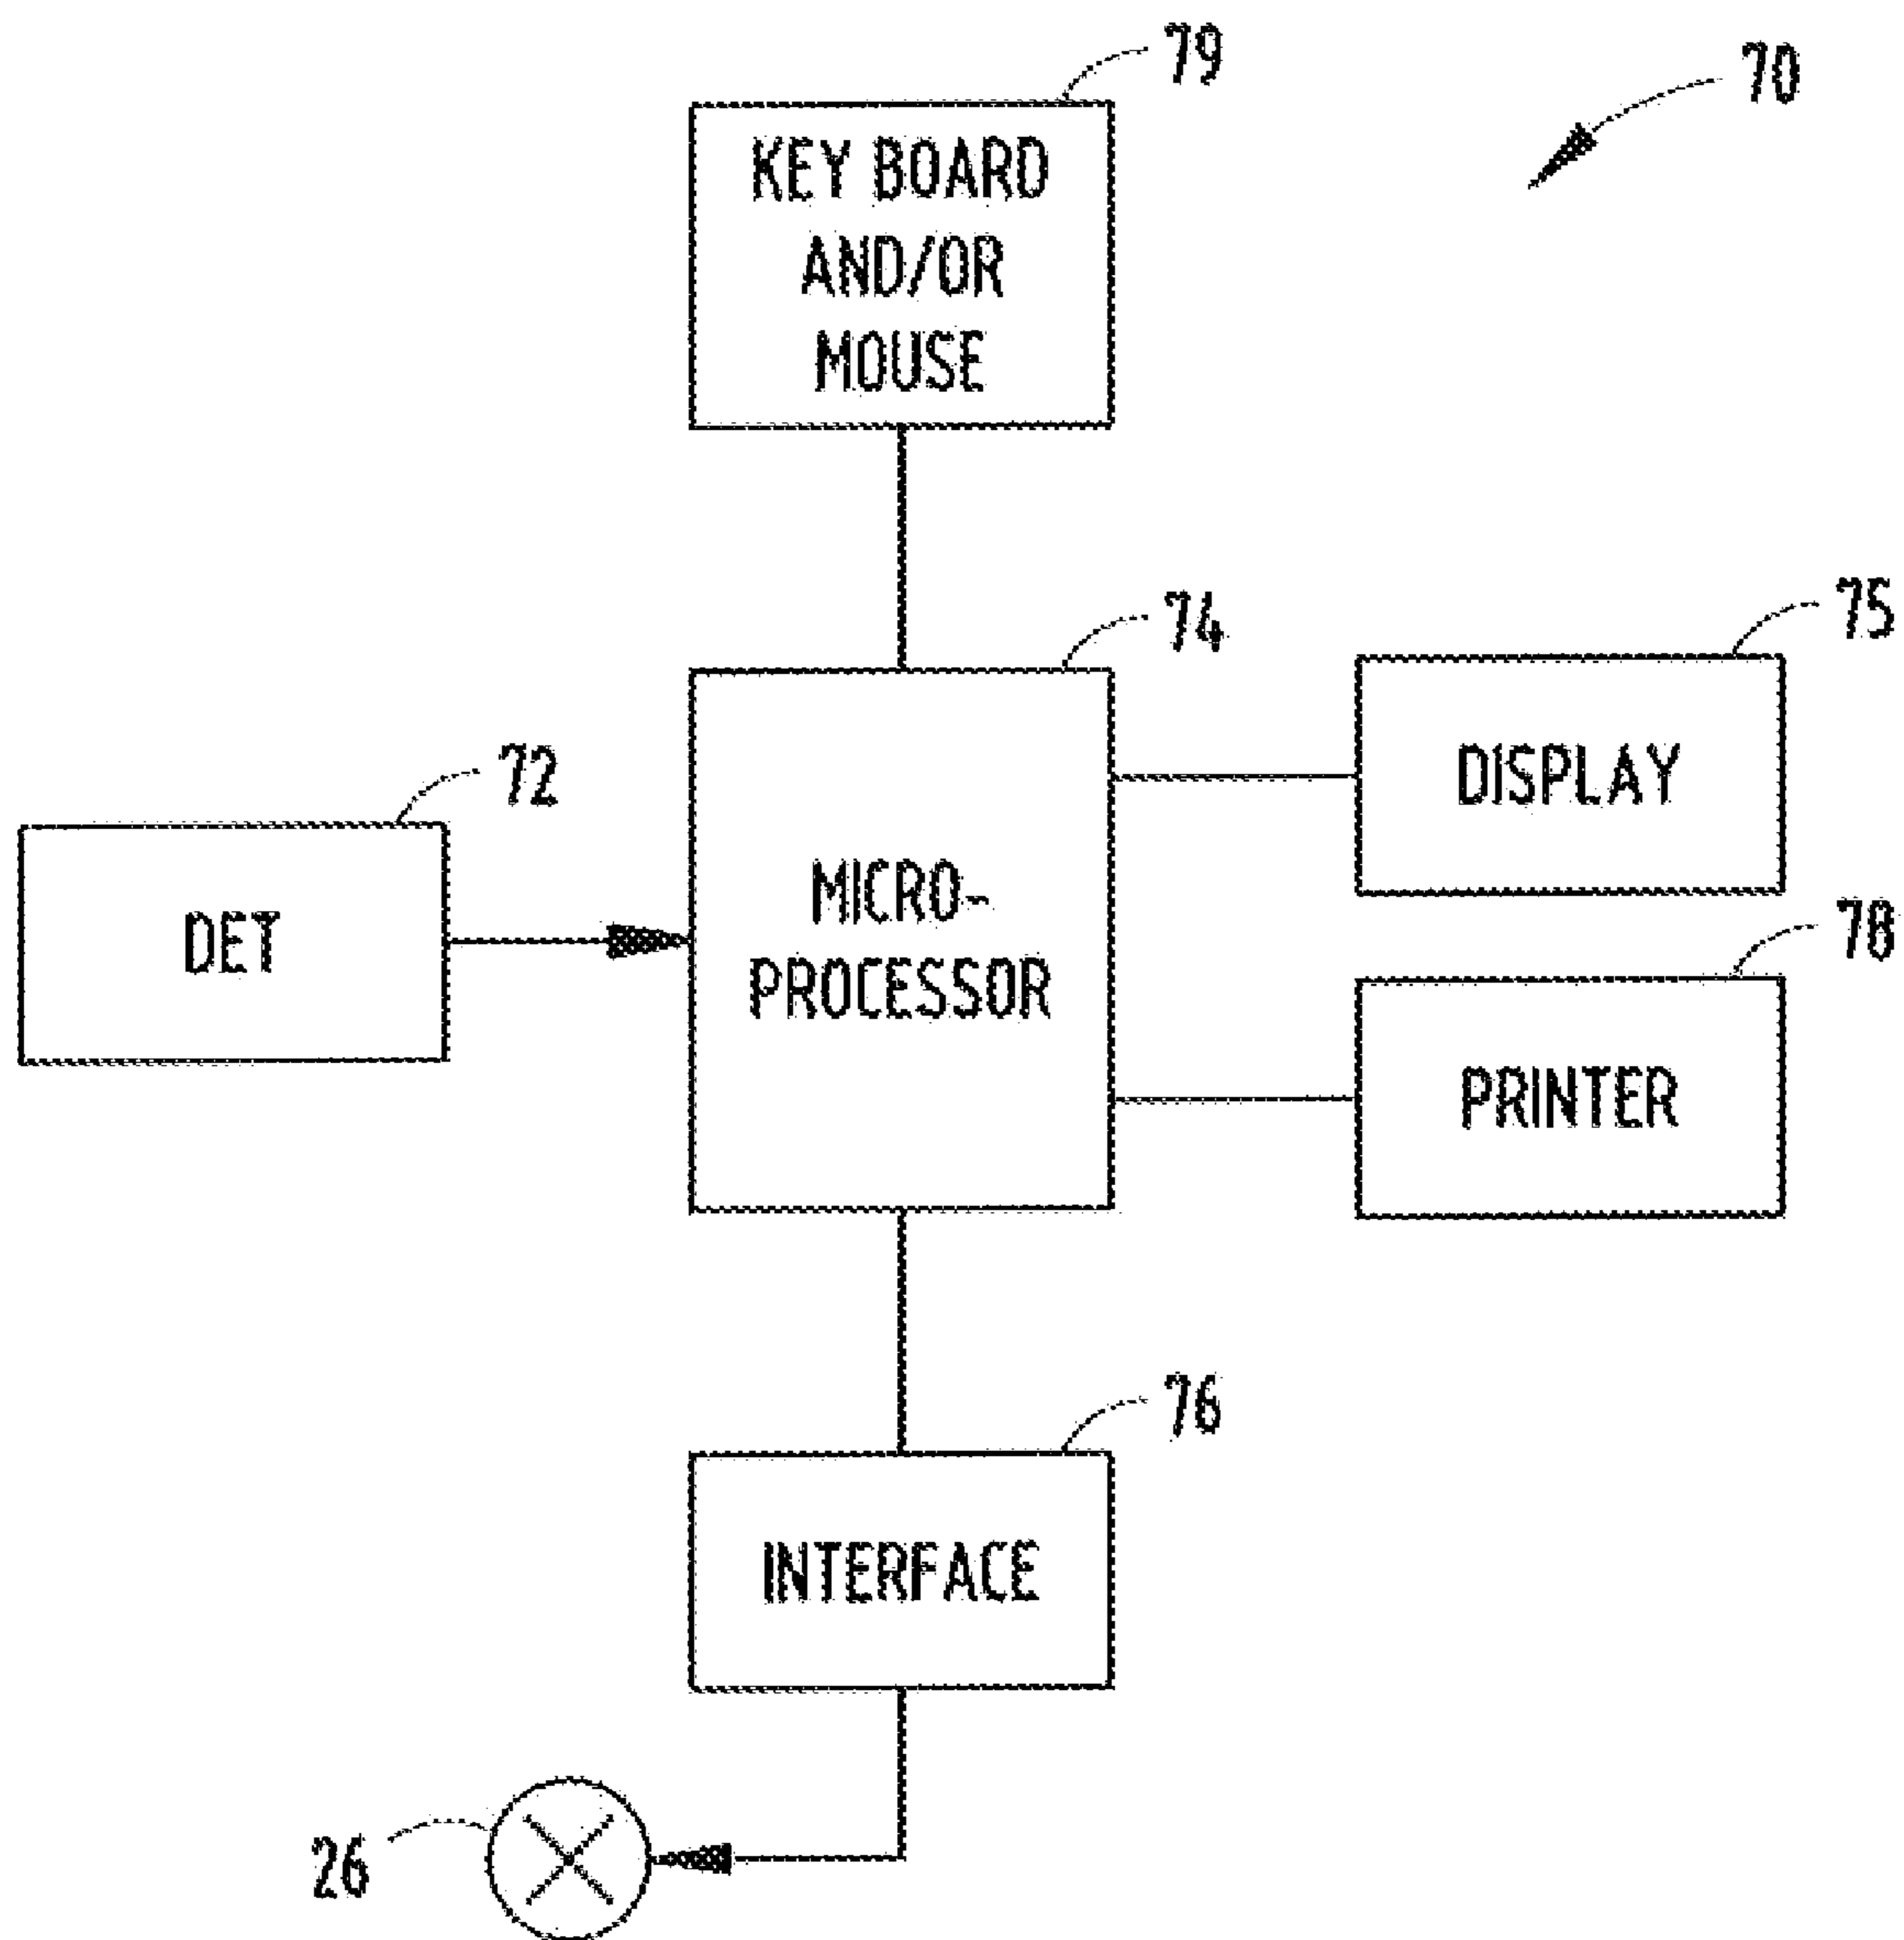 79
70
KEY BOARD
AND/OR
MOUSE
74
75
72
DISPLAY
DET
MICRO-
PROCESSOR
78
PRINTER
76
INTERFACE
26